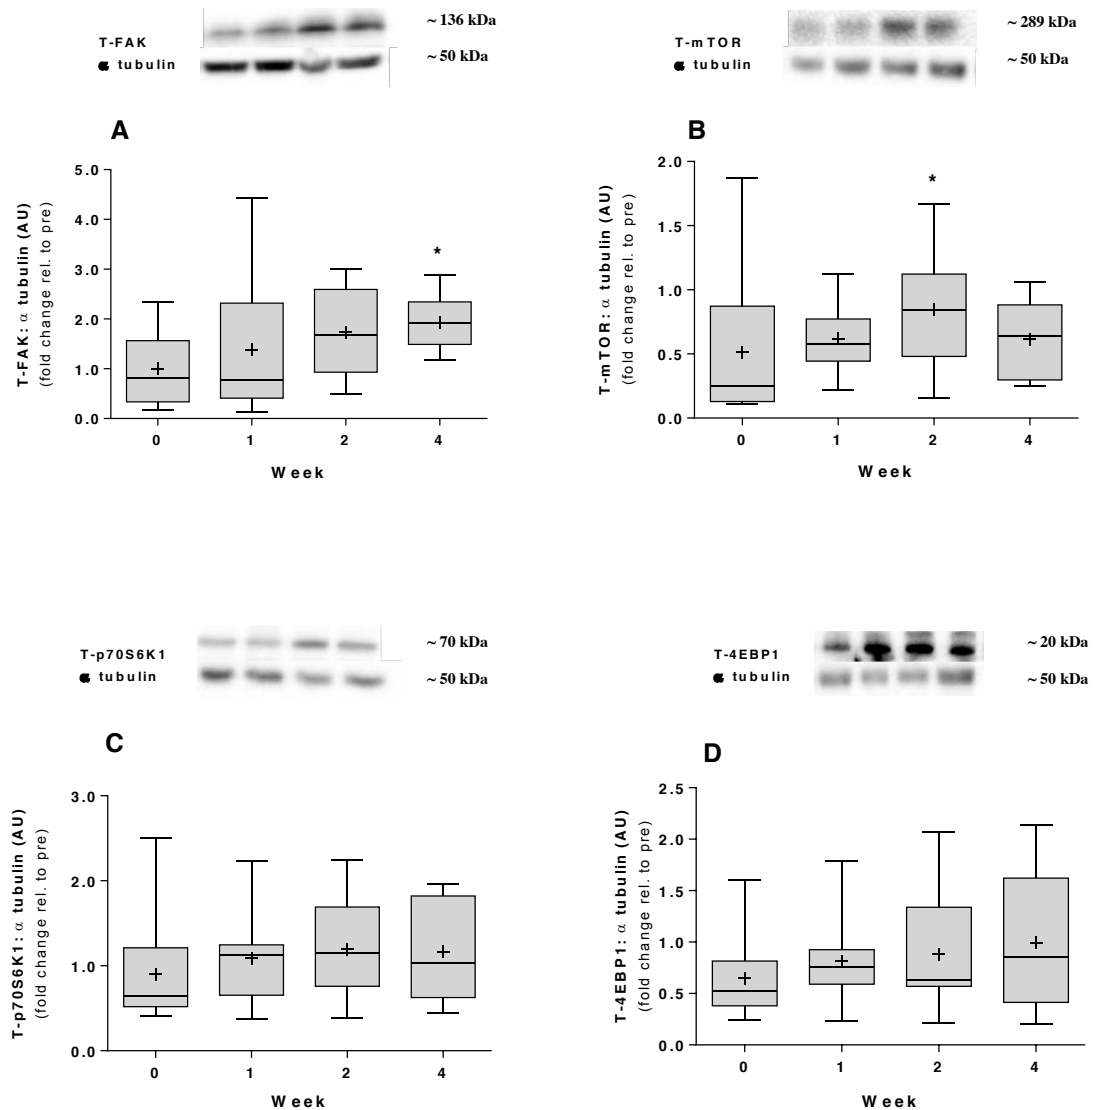 T-FAK
tubulin
~ 136 kDa
~ 50 kDa
T-mTOR
tubulin
~ 289 kDa
~ 50 kDa
A
T-FAK: α tubulin (AU)
(fold change rel. to pre)
5.0
4.0
3.0
2.0
1.0
0.0
*
0 1 2 4
Week
B
T-mTOR: α tubulin (AU)
(fold change rel. to pre)
2.0
1.5
1.0
0.5
0.0
*
0 1 2 4
Week
T-p70S6K1
tubulin
~ 70 kDa
~ 50 kDa
T-4EBP1
tubulin
~ 20 kDa
~ 50 kDa
C
T-p70S6K1: α tubulin (AU)
(fold change rel. to pre)
3.0
2.0
1.0
0.0
0 1 2 4
Week
D
T-4EBP1: α tubulin (AU)
(fold change rel. to pre)
2.5
2.0
1.5
1.0
0.5
0.0
0 1 2 4
Week